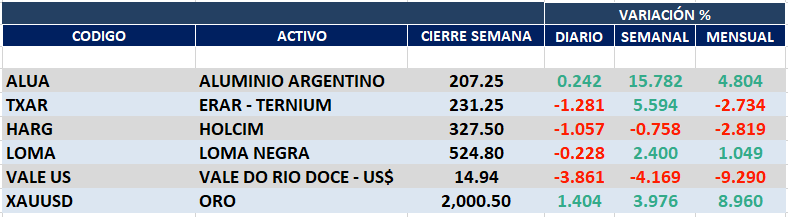 VARIACIÓN %
CODIGO ACTIVO CIERRE SEMANA DIARIO SEMANAL MENSUAL
ALUA ALUMINIO ARGENTINO 207.25 0.242 15.782 4.804
TXAR ERAR - TERNIUM 231.25 -1.281 5.594 -2.734
HARG HOLCIM 327.50 -1.057 -0.758 -2.819
LOMA LOMA NEGRA 524.80 -0.228 2.400 1.049
VALE US VALE DO RIO DOCE - US$ 14.94 -3.861 -4.169 -9.290
XAUUSD ORO 2,000.50 1.404 3.976 8.960